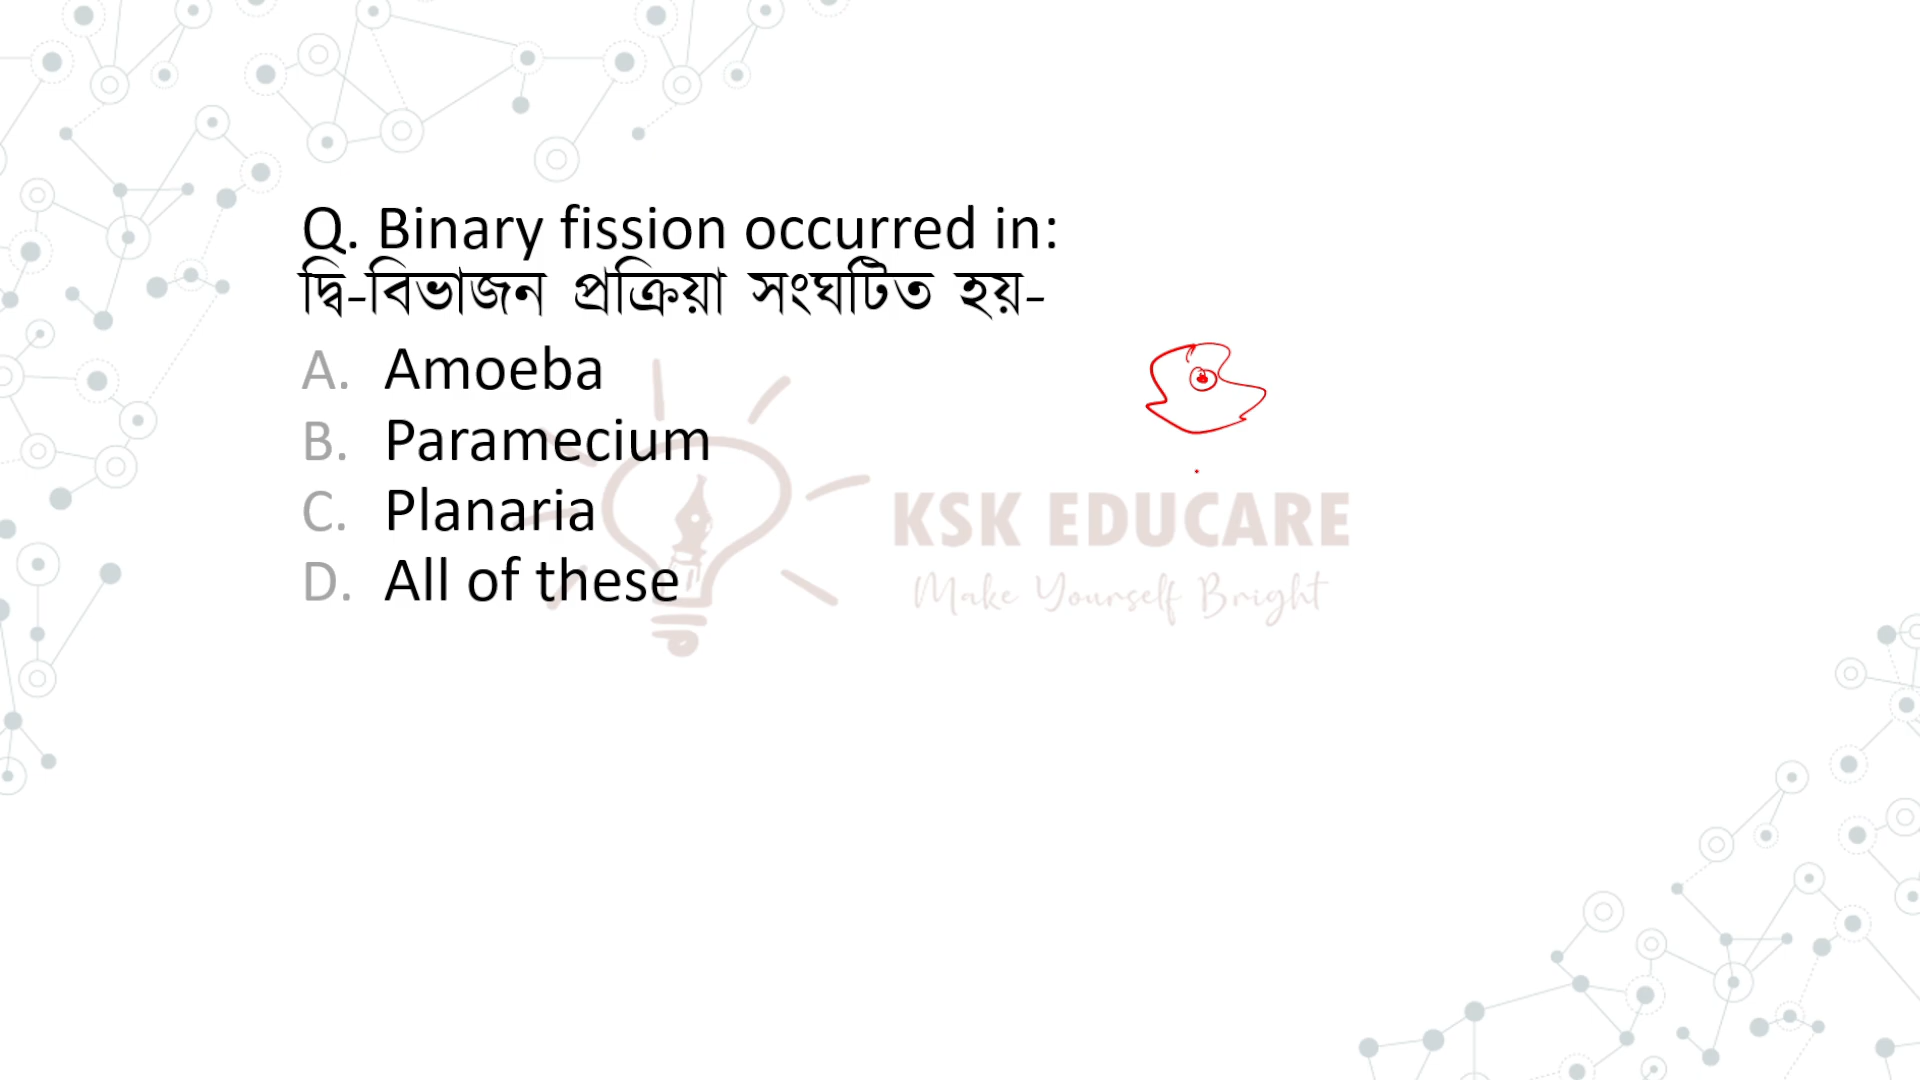 Q. Binary fission occurred in:
দ্বি-বিভাজন প্রক্রিয়া সংঘটিত হয়-
A. Amoeba
B. Paramecium
C. Planaria
D. All of these
KSK EDUCARE
Make Yourself Bright